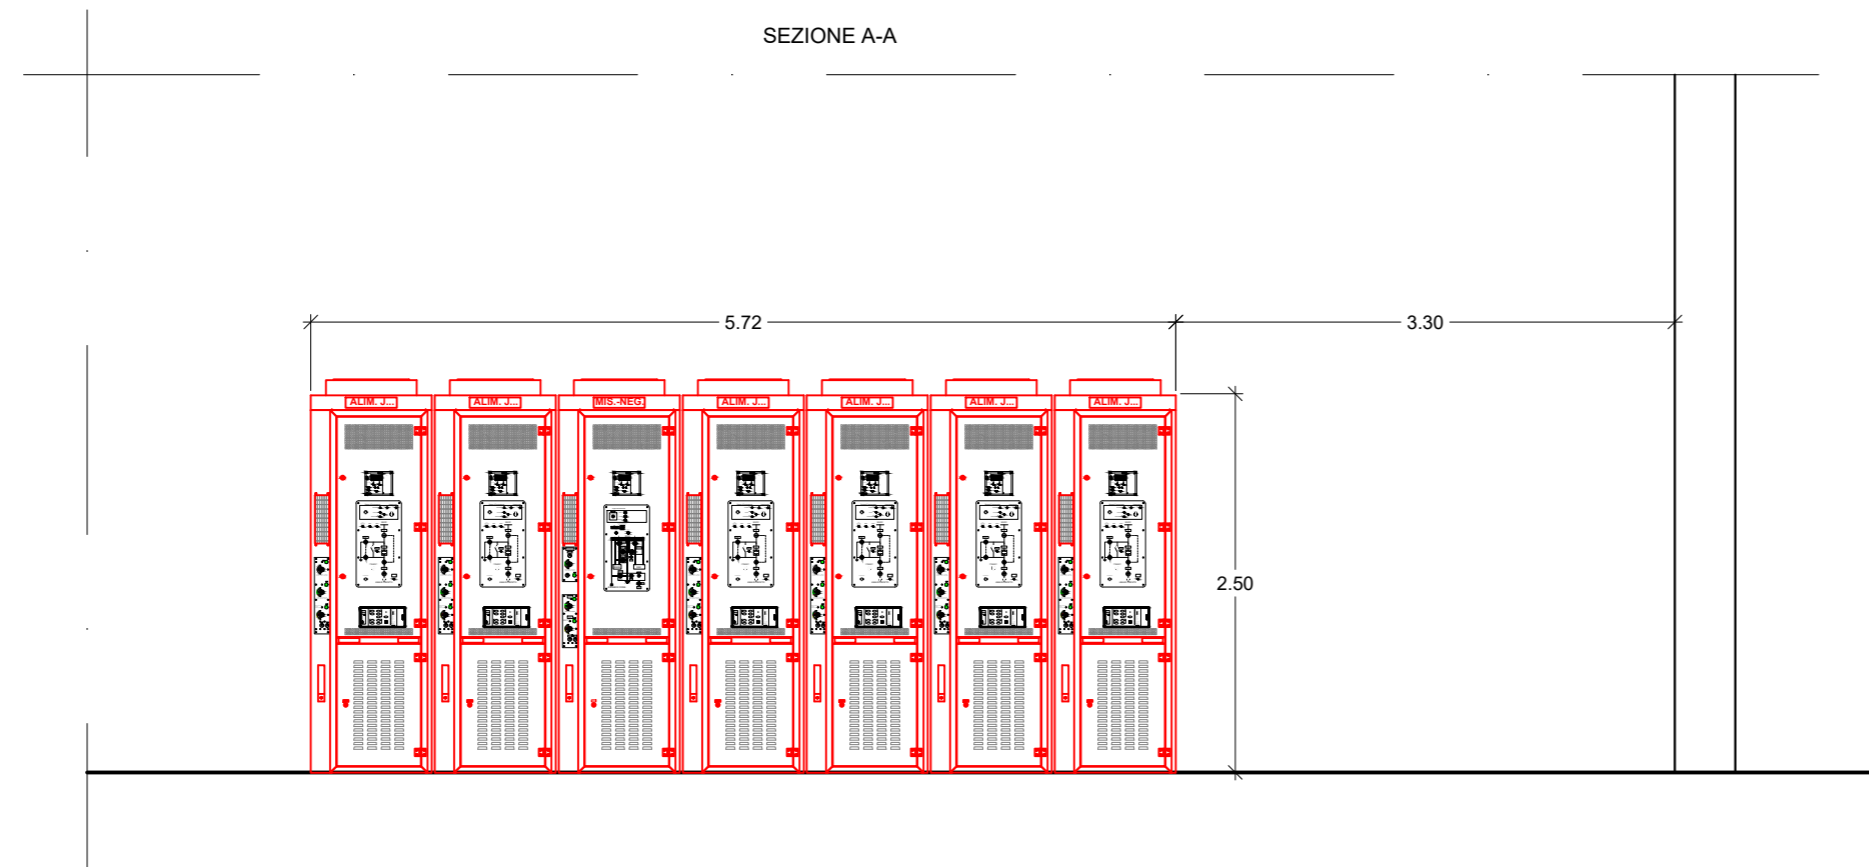 SEZIONE A-A
5.72
3.30
ALIM. J... ALIM. J... MIS.-NEG. ALIM. J... ALIM. J... ALIM. J... ALIM. J...
2.50